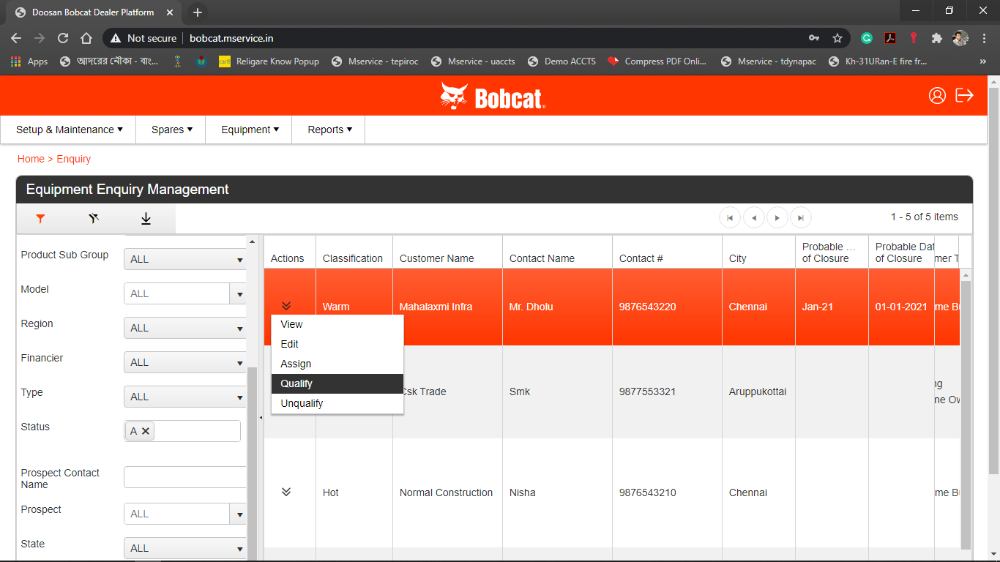 Doosan Bobcat Dealer Platform
Not secure
bobcat.mservice.in
Apps
আদরের নৌকা - বাং...
care
Religare Know Popup
Mservice - tepiroc
Mservice - uaccts
Demo ACCTS
Compress PDF Onli...
Mservice - tdynapac
Kh-31URan-E fire fr...
Bobcat
Setup & Maintenance
Spares
Equipment
Reports
Home > Enquiry
Equipment Enquiry Management
1 - 5 of 5 items
Product Sub Group
ALL
Model
ALL
Region
ALL
Financier
ALL
Type
ALL
Status
A
Prospect Contact
Name
Prospect
ALL
State
ALL
Actions
Classification
Customer Name
Contact Name
Contact #
City
Probable ...
of Closure
Probable Dat
of Closure
mer T
Warm
Mahalaxmi Infra
Mr. Dholu
9876543220
Chennai
Jan-21
01-01-2021
me B
View
Edit
Assign
Qualify
Unqualify
Csk Trade
Smk
9877553321
Aruppukottai
ng
me Ov
Hot
Normal Construction
Nisha
9876543210
Chennai
me B